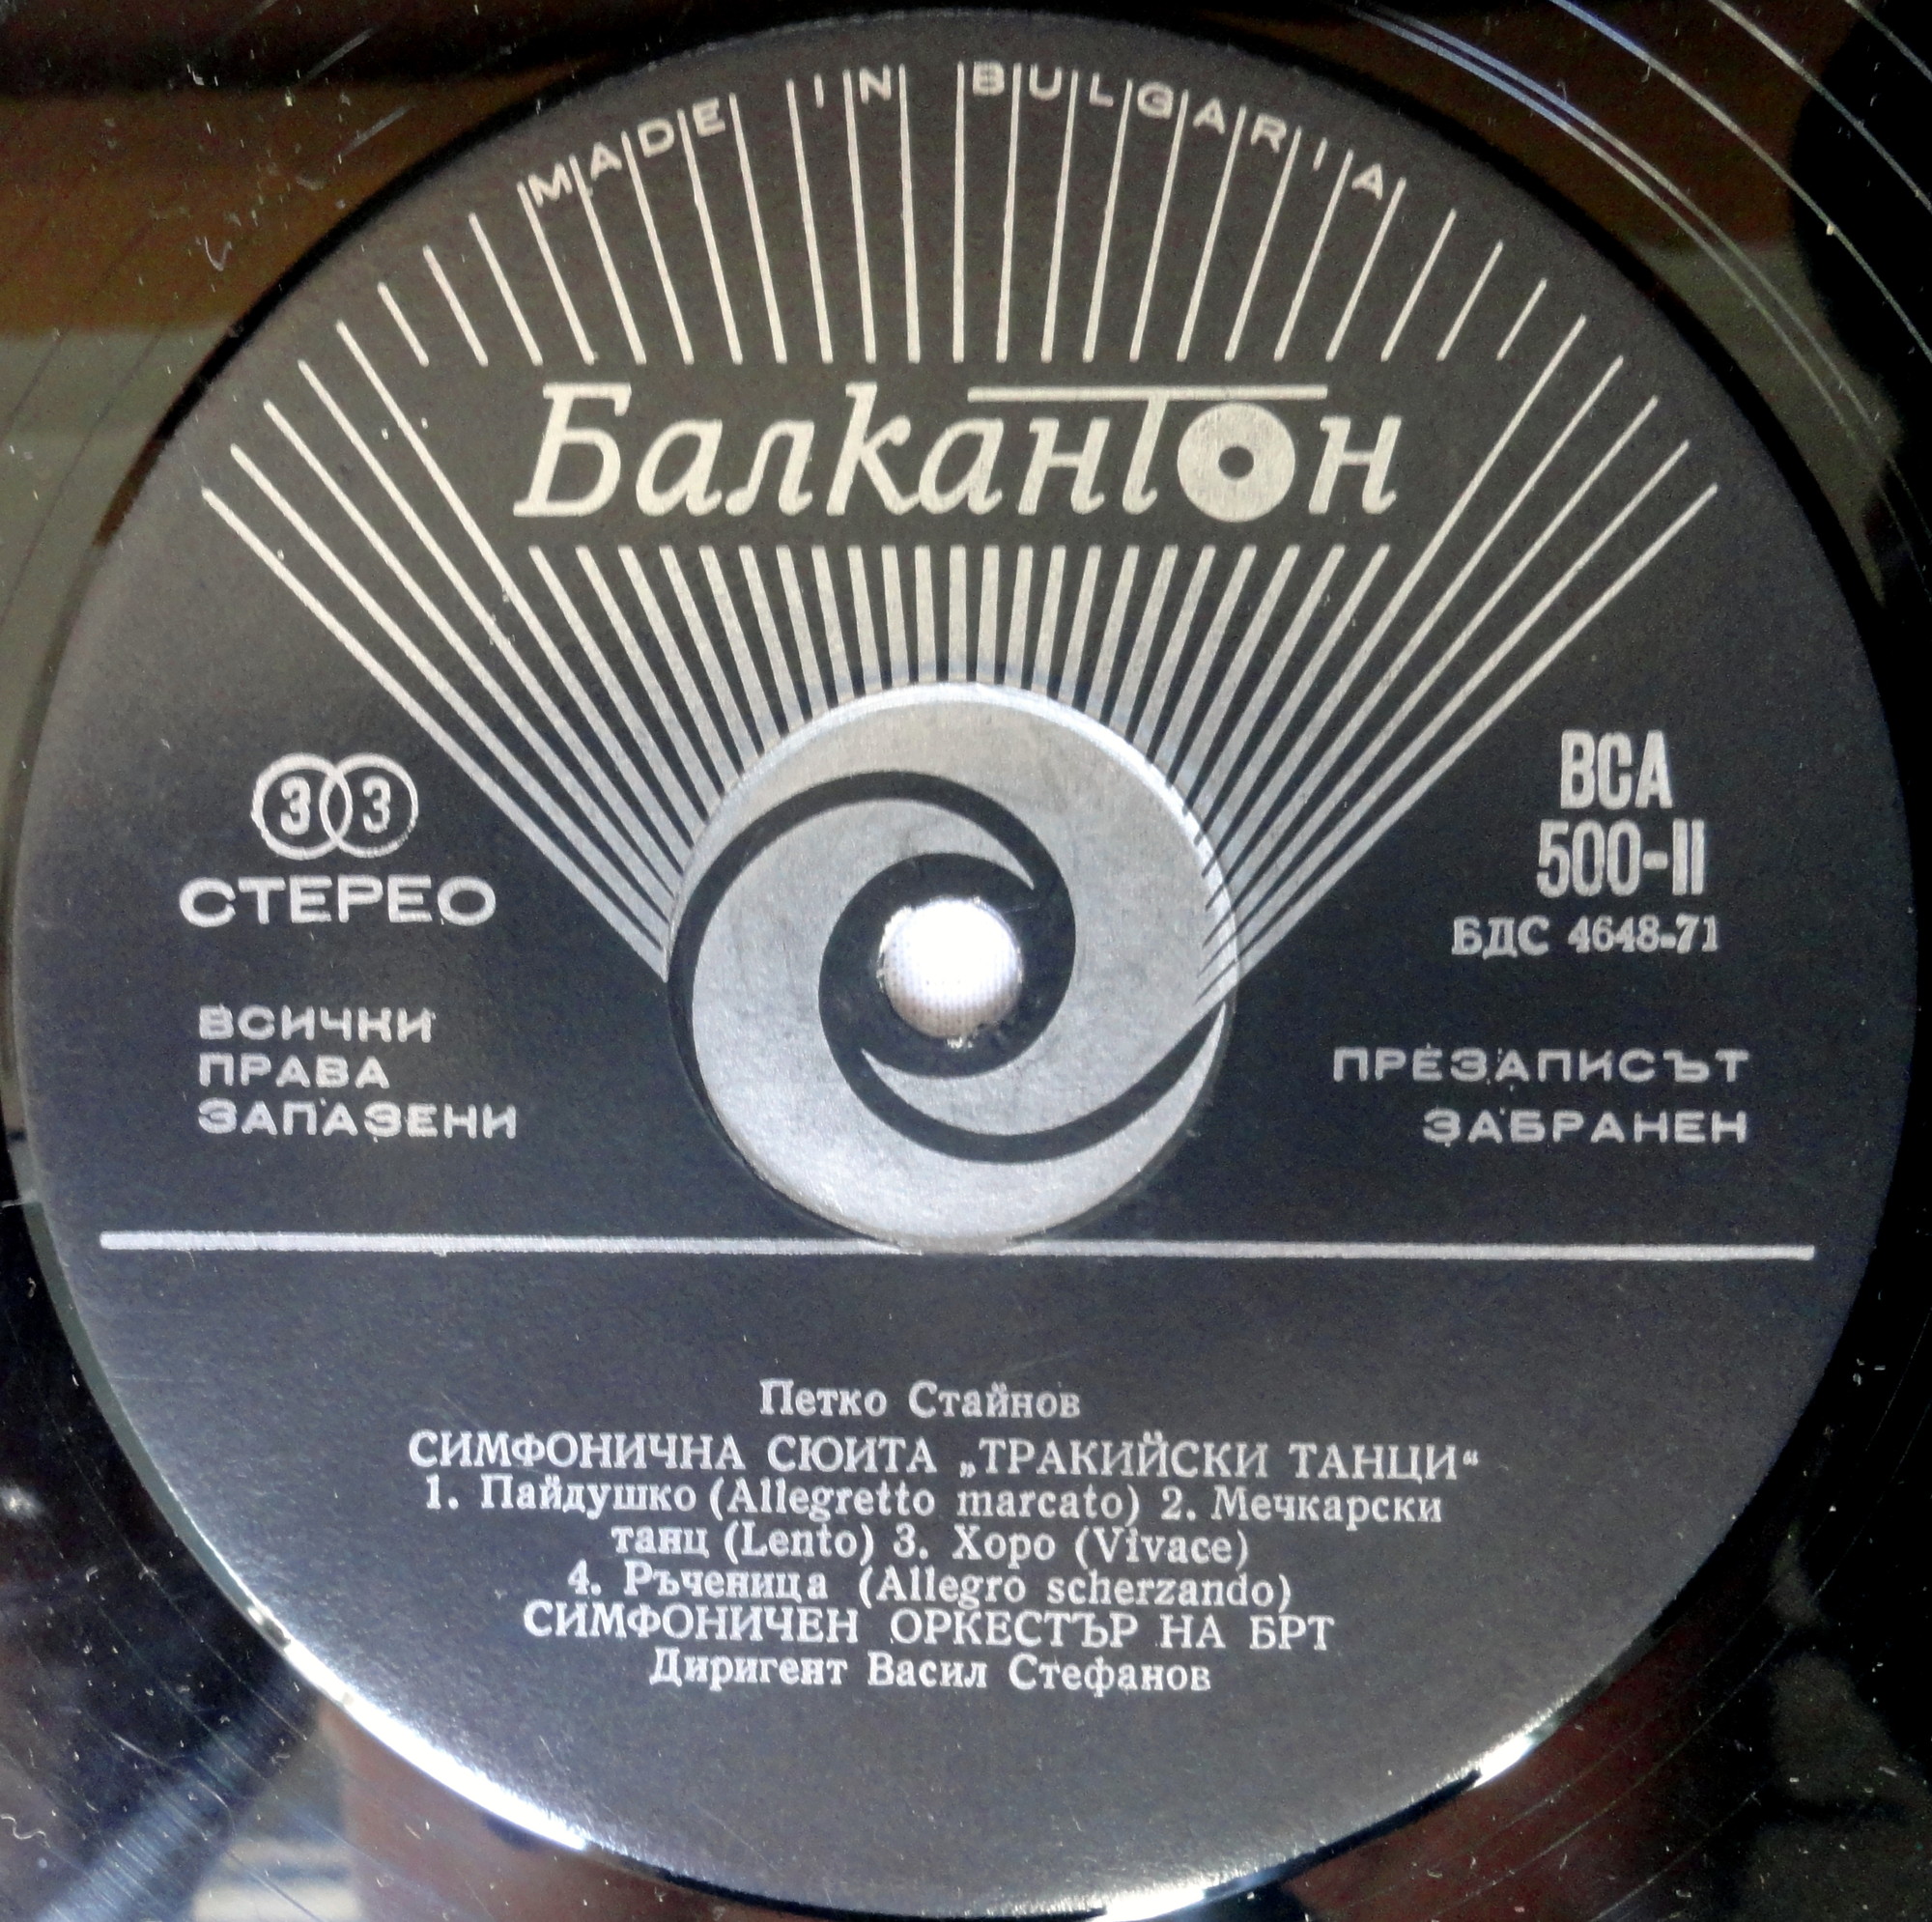 MADE IN BULGARIA
Балкантон
33
СТЕРЕО
ВСИЧКИ
ПРАВА
ЗАПАЗЕНИ
ВСА
500-II
БДС 4648-71
ПРЕЗАПИСЪТ
ЗАБРАНЕН
Петко Стайнов
СИМФОНИЧНА СЮИТА „ТРАКИЙСКИ ТАНЦИ“
1. Пайдушко (Allegretto marcato) 2. Мечкарски
танц (Lento) 3. Хоро (Vivace)
4. Ръченица (Allegro scherzando)
СИМФОНИЧЕН ОРКЕСТЪР НА БРТ
Диригент Васил Стефанов